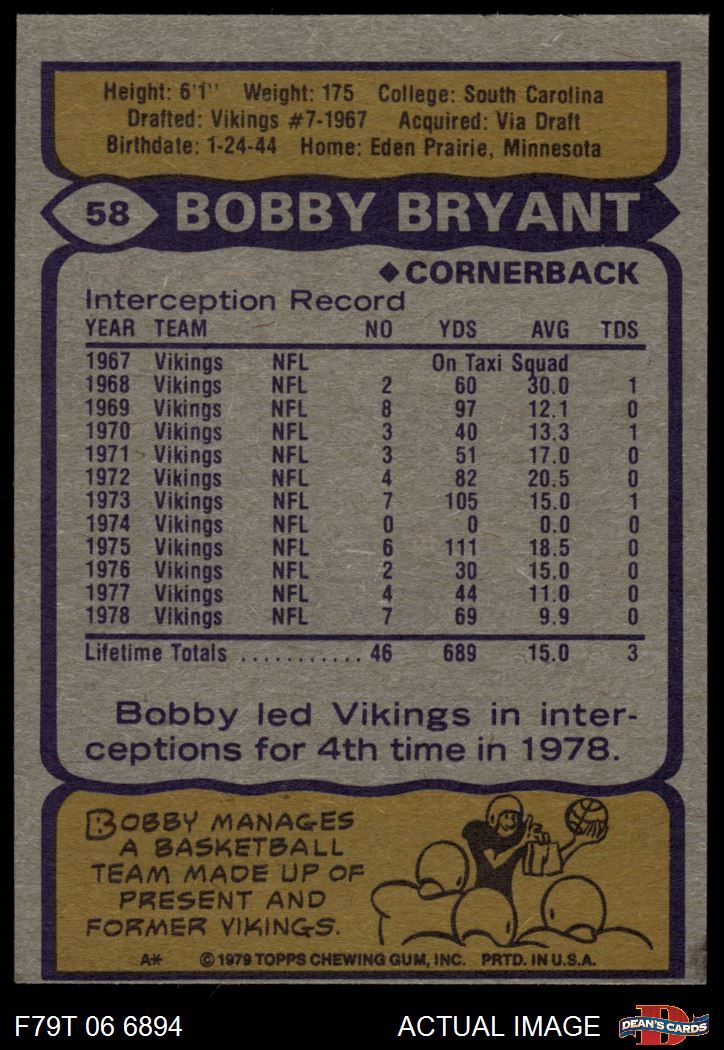 Height: 6'1" Weight: 175 College: South Carolina
Drafted: Vikings #7-1967 Acquired: Via Draft
Birthdate: 1-24-44 Home: Eden Prairie, Minnesota
58 BOBBY BRYANT
◆CORNERBACK
Interception Record
YEAR TEAM NO YDS AVG TDS
1967 Vikings NFL On Taxi Squad
1968 Vikings NFL 2 60 30.0 1
1969 Vikings NFL 8 97 12.1 0
1970 Vikings NFL 3 40 13.3 1
1971 Vikings NFL 3 51 17.0 0
1972 Vikings NFL 4 82 20.5 0
1973 Vikings NFL 7 105 15.0 1
1974 Vikings NFL 0 0 0.0 0
1975 Vikings NFL 6 111 18.5 0
1976 Vikings NFL 2 30 15.0 0
1977 Vikings NFL 4 44 11.0 0
1978 Vikings NFL 7 69 9.9 0
Lifetime Totals ........... 46 689 15.0 3
Bobby led Vikings in inter-
ceptions for 4th time in 1978.
BOBBY MANAGES
A BASKETBALL
TEAM MADE UP OF
PRESENT AND
FORMER VIKINGS.
A* © 1979 TOPPS CHEWING GUM, INC. PRTD. IN U.S.A.
F79T 06 6894 ACTUAL IMAGE D DEAN'S CARDS